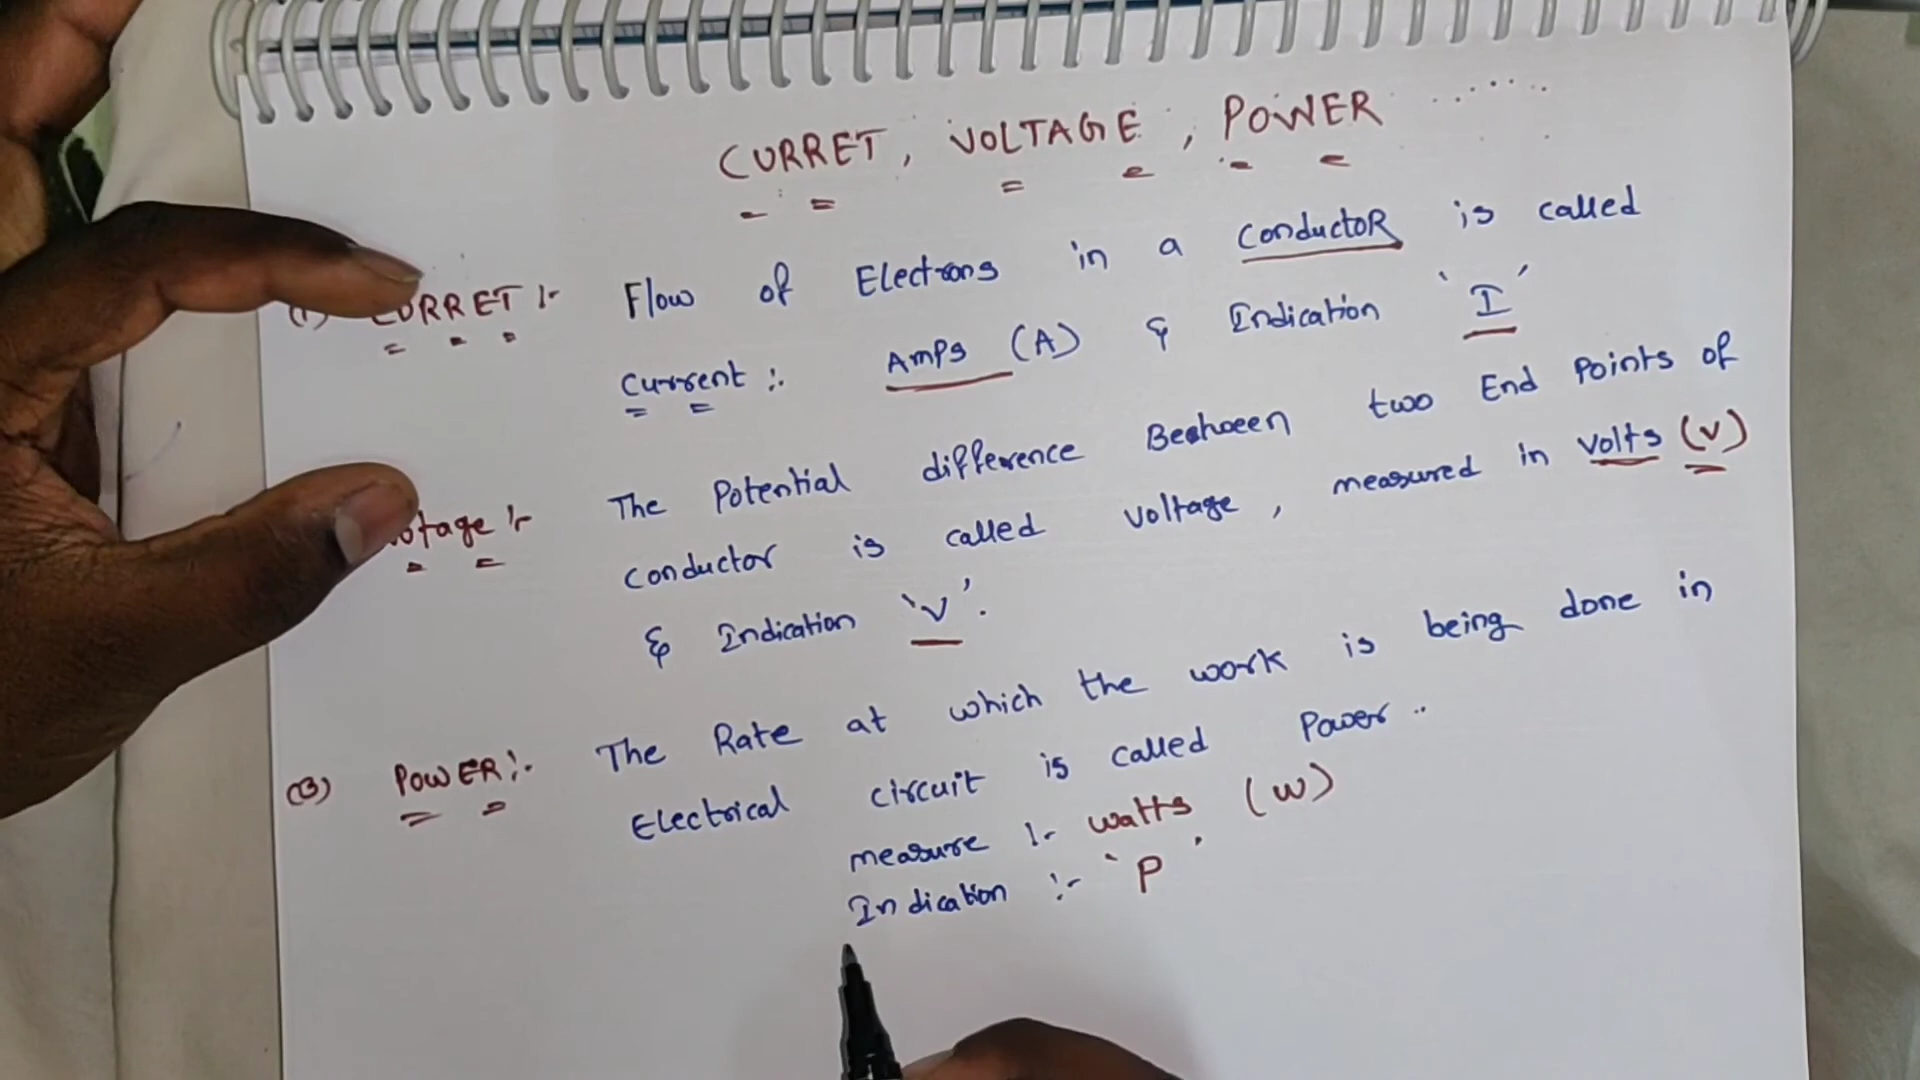 CURRET, VOLTAGE, POWER
(1) CURRET :- Flow of Electrons in a conductoR is called
Current :. Amps (A) & Indication 'I'
The Potential difference Between two End Points of
conductor is called voltage, measured in volts (V)
& Indication 'V'.
(3) POWER :- The Rate at which the work is being done in
Electrical circuit is called Power..
measure :- watts (W)
Indication :- 'P'